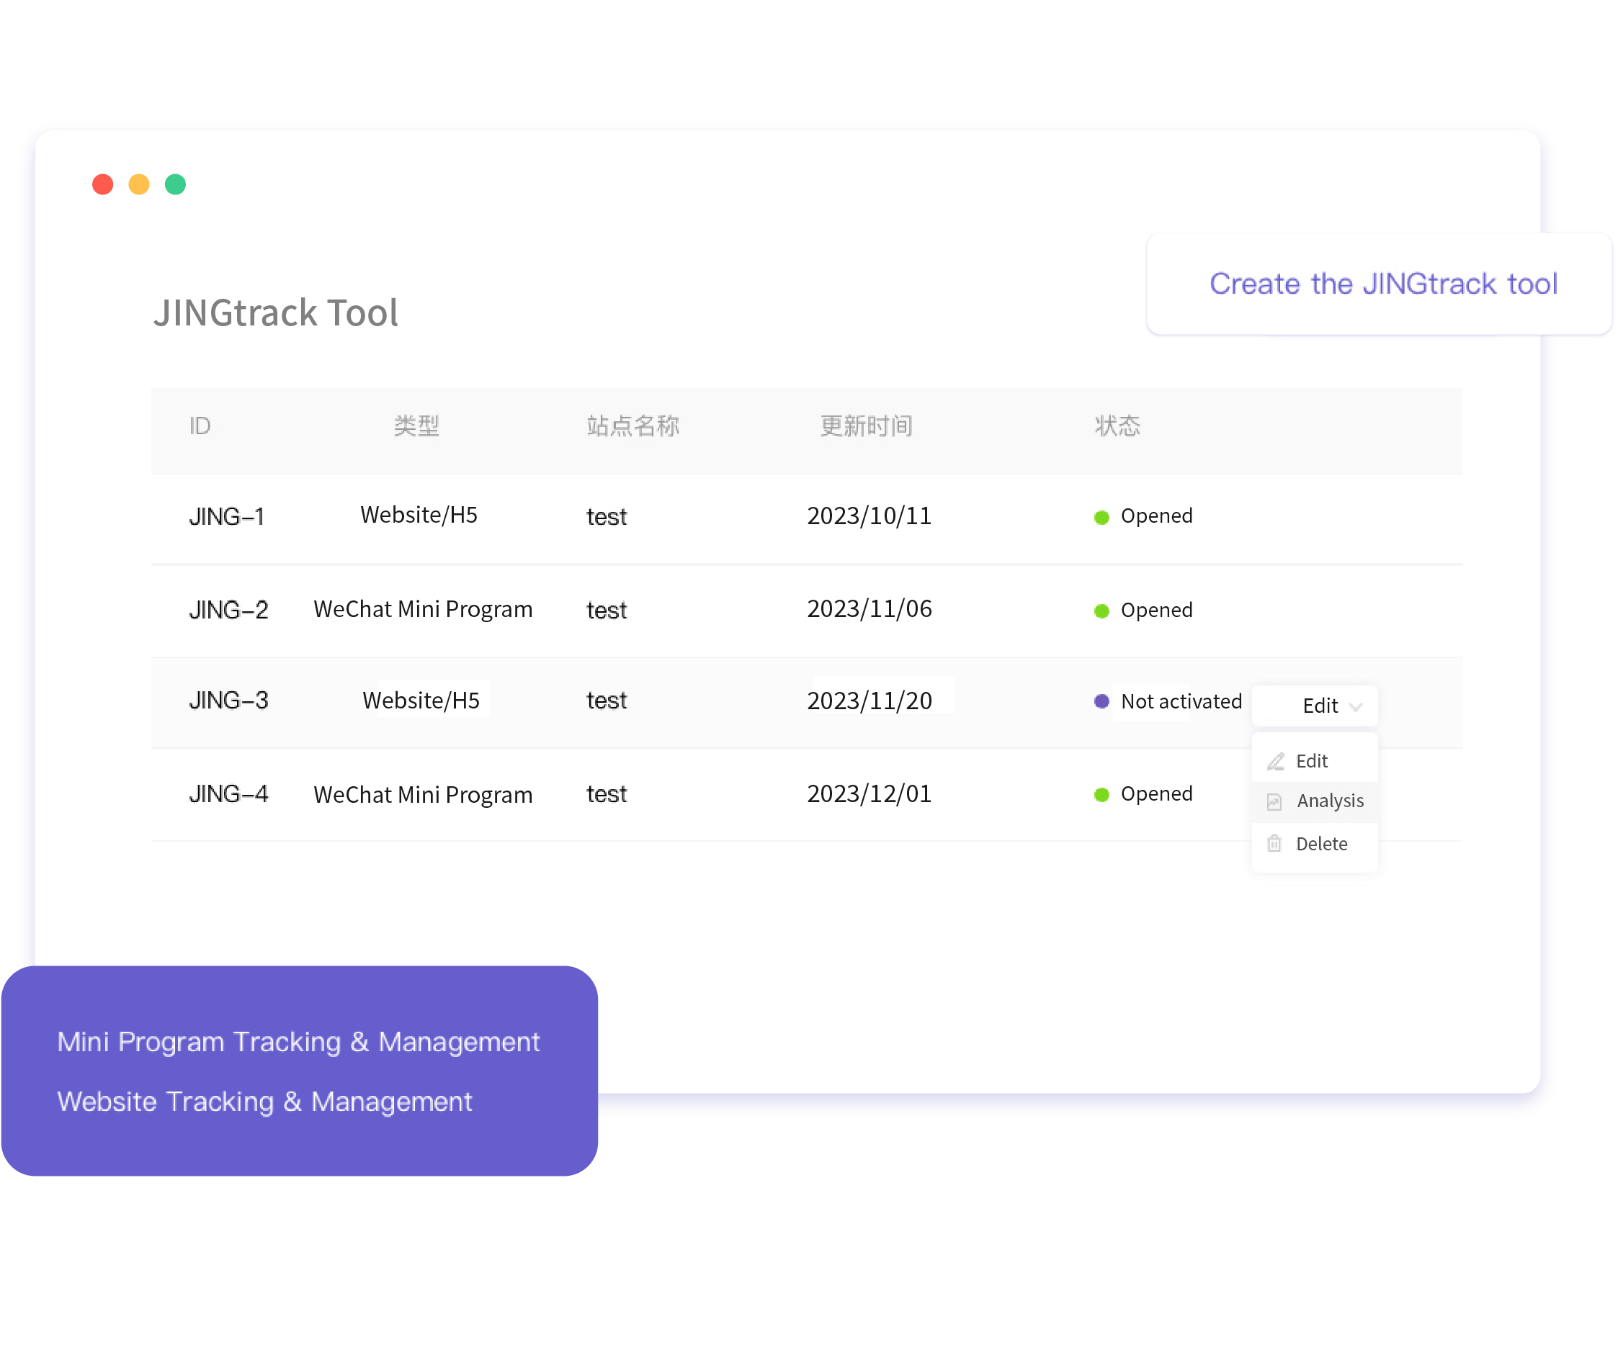 Create the JINGtrack tool
JINGtrack Tool
ID 类型 站点名称 更新时间 状态
JING-1 Website/H5 test 2023/10/11 Opened
JING-2 WeChat Mini Program test 2023/11/06 Opened
JING-3 Website/H5 test 2023/11/20 Not activated Edit
Edit
JING-4 WeChat Mini Program test 2023/12/01 Opened Analysis
Delete
Mini Program Tracking & Management
Website Tracking & Management